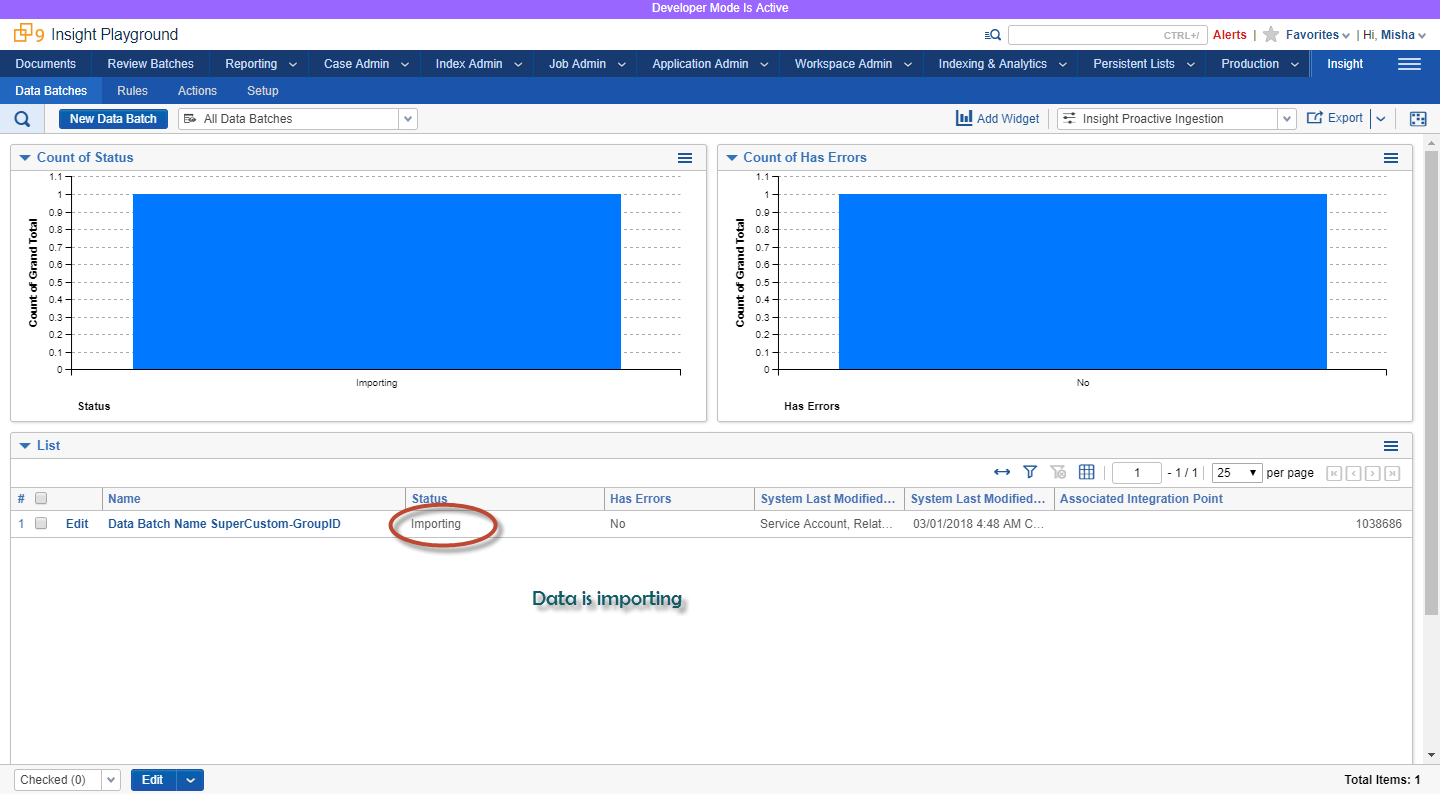 Developer Mode Is Active
9 Insight Playground
CTRL+/ Alerts | Favorites | Hi, Misha
Documents Review Batches Reporting Case Admin Index Admin Job Admin Application Admin Workspace Admin Indexing & Analytics Persistent Lists Production Insight
Data Batches Rules Actions Setup
New Data Batch All Data Batches Add Widget Insight Proactive Ingestion Export
Count of Status
1.1
1
0.9
0.8
0.7
0.6
0.5
0.4
0.3
0.2
0.1
0
Count of Grand Total
Importing
Status
Count of Has Errors
1.1
1
0.9
0.8
0.7
0.6
0.5
0.4
0.3
0.2
0.1
0
Count of Grand Total
No
Has Errors
List
1 - 1 / 1 25 per page
# Name Status Has Errors System Last Modified... System Last Modified... Associated Integration Point
1 Edit Data Batch Name SuperCustom-GroupID Importing No Service Account, Relat... 03/01/2018 4:48 AM C... 1038686
Data is importing
Checked (0) Edit Total Items: 1